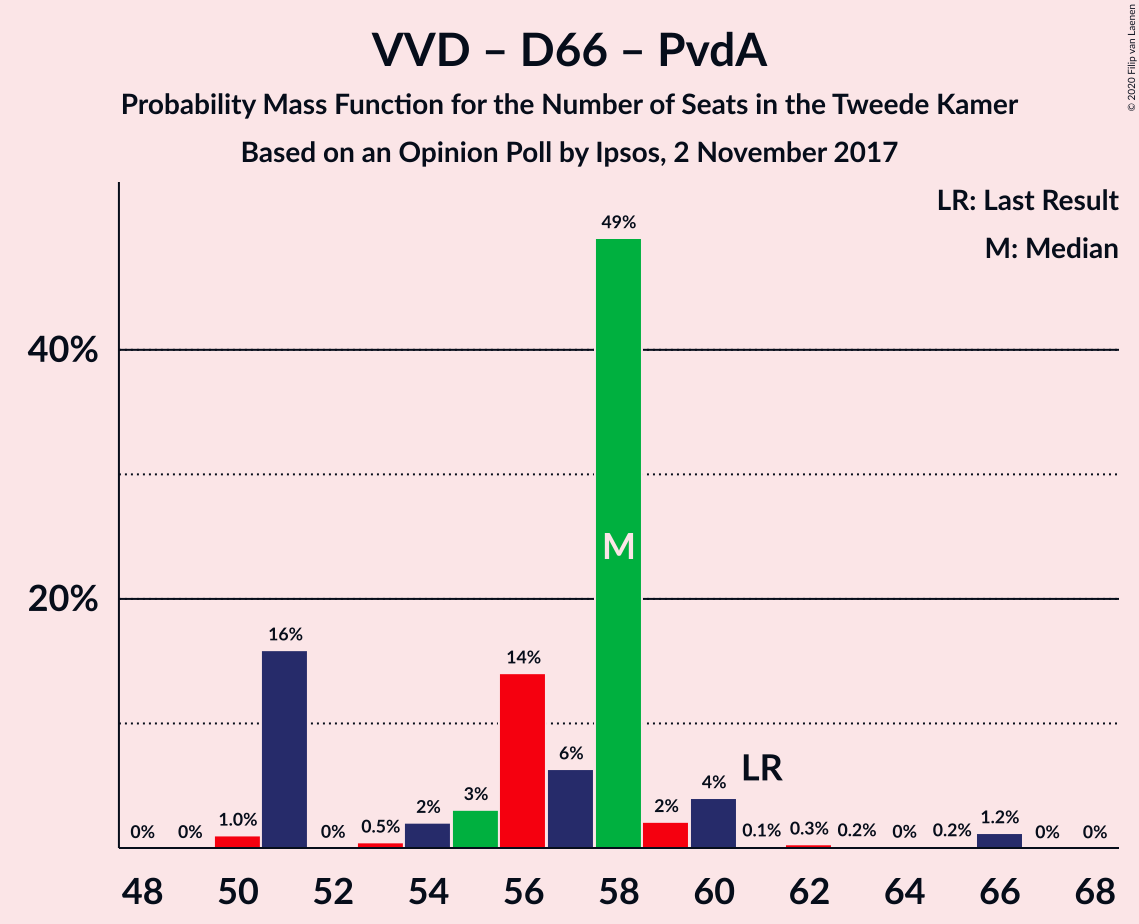 VVD – D66 – PvdA
Probability Mass Function for the Number of Seats in the Tweede Kamer
Based on an Opinion Poll by Ipsos, 2 November 2017
© 2020 Filip van Laenen
LR: Last Result
M: Median
40%
20%
0%
0%
1.0%
16%
0%
0.5%
2%
3%
14%
6%
49%
M
2%
4%
LR
0.1%
0.3%
0.2%
0%
0.2%
1.2%
0%
0%
48 50 52 54 56 58 60 62 64 66 68